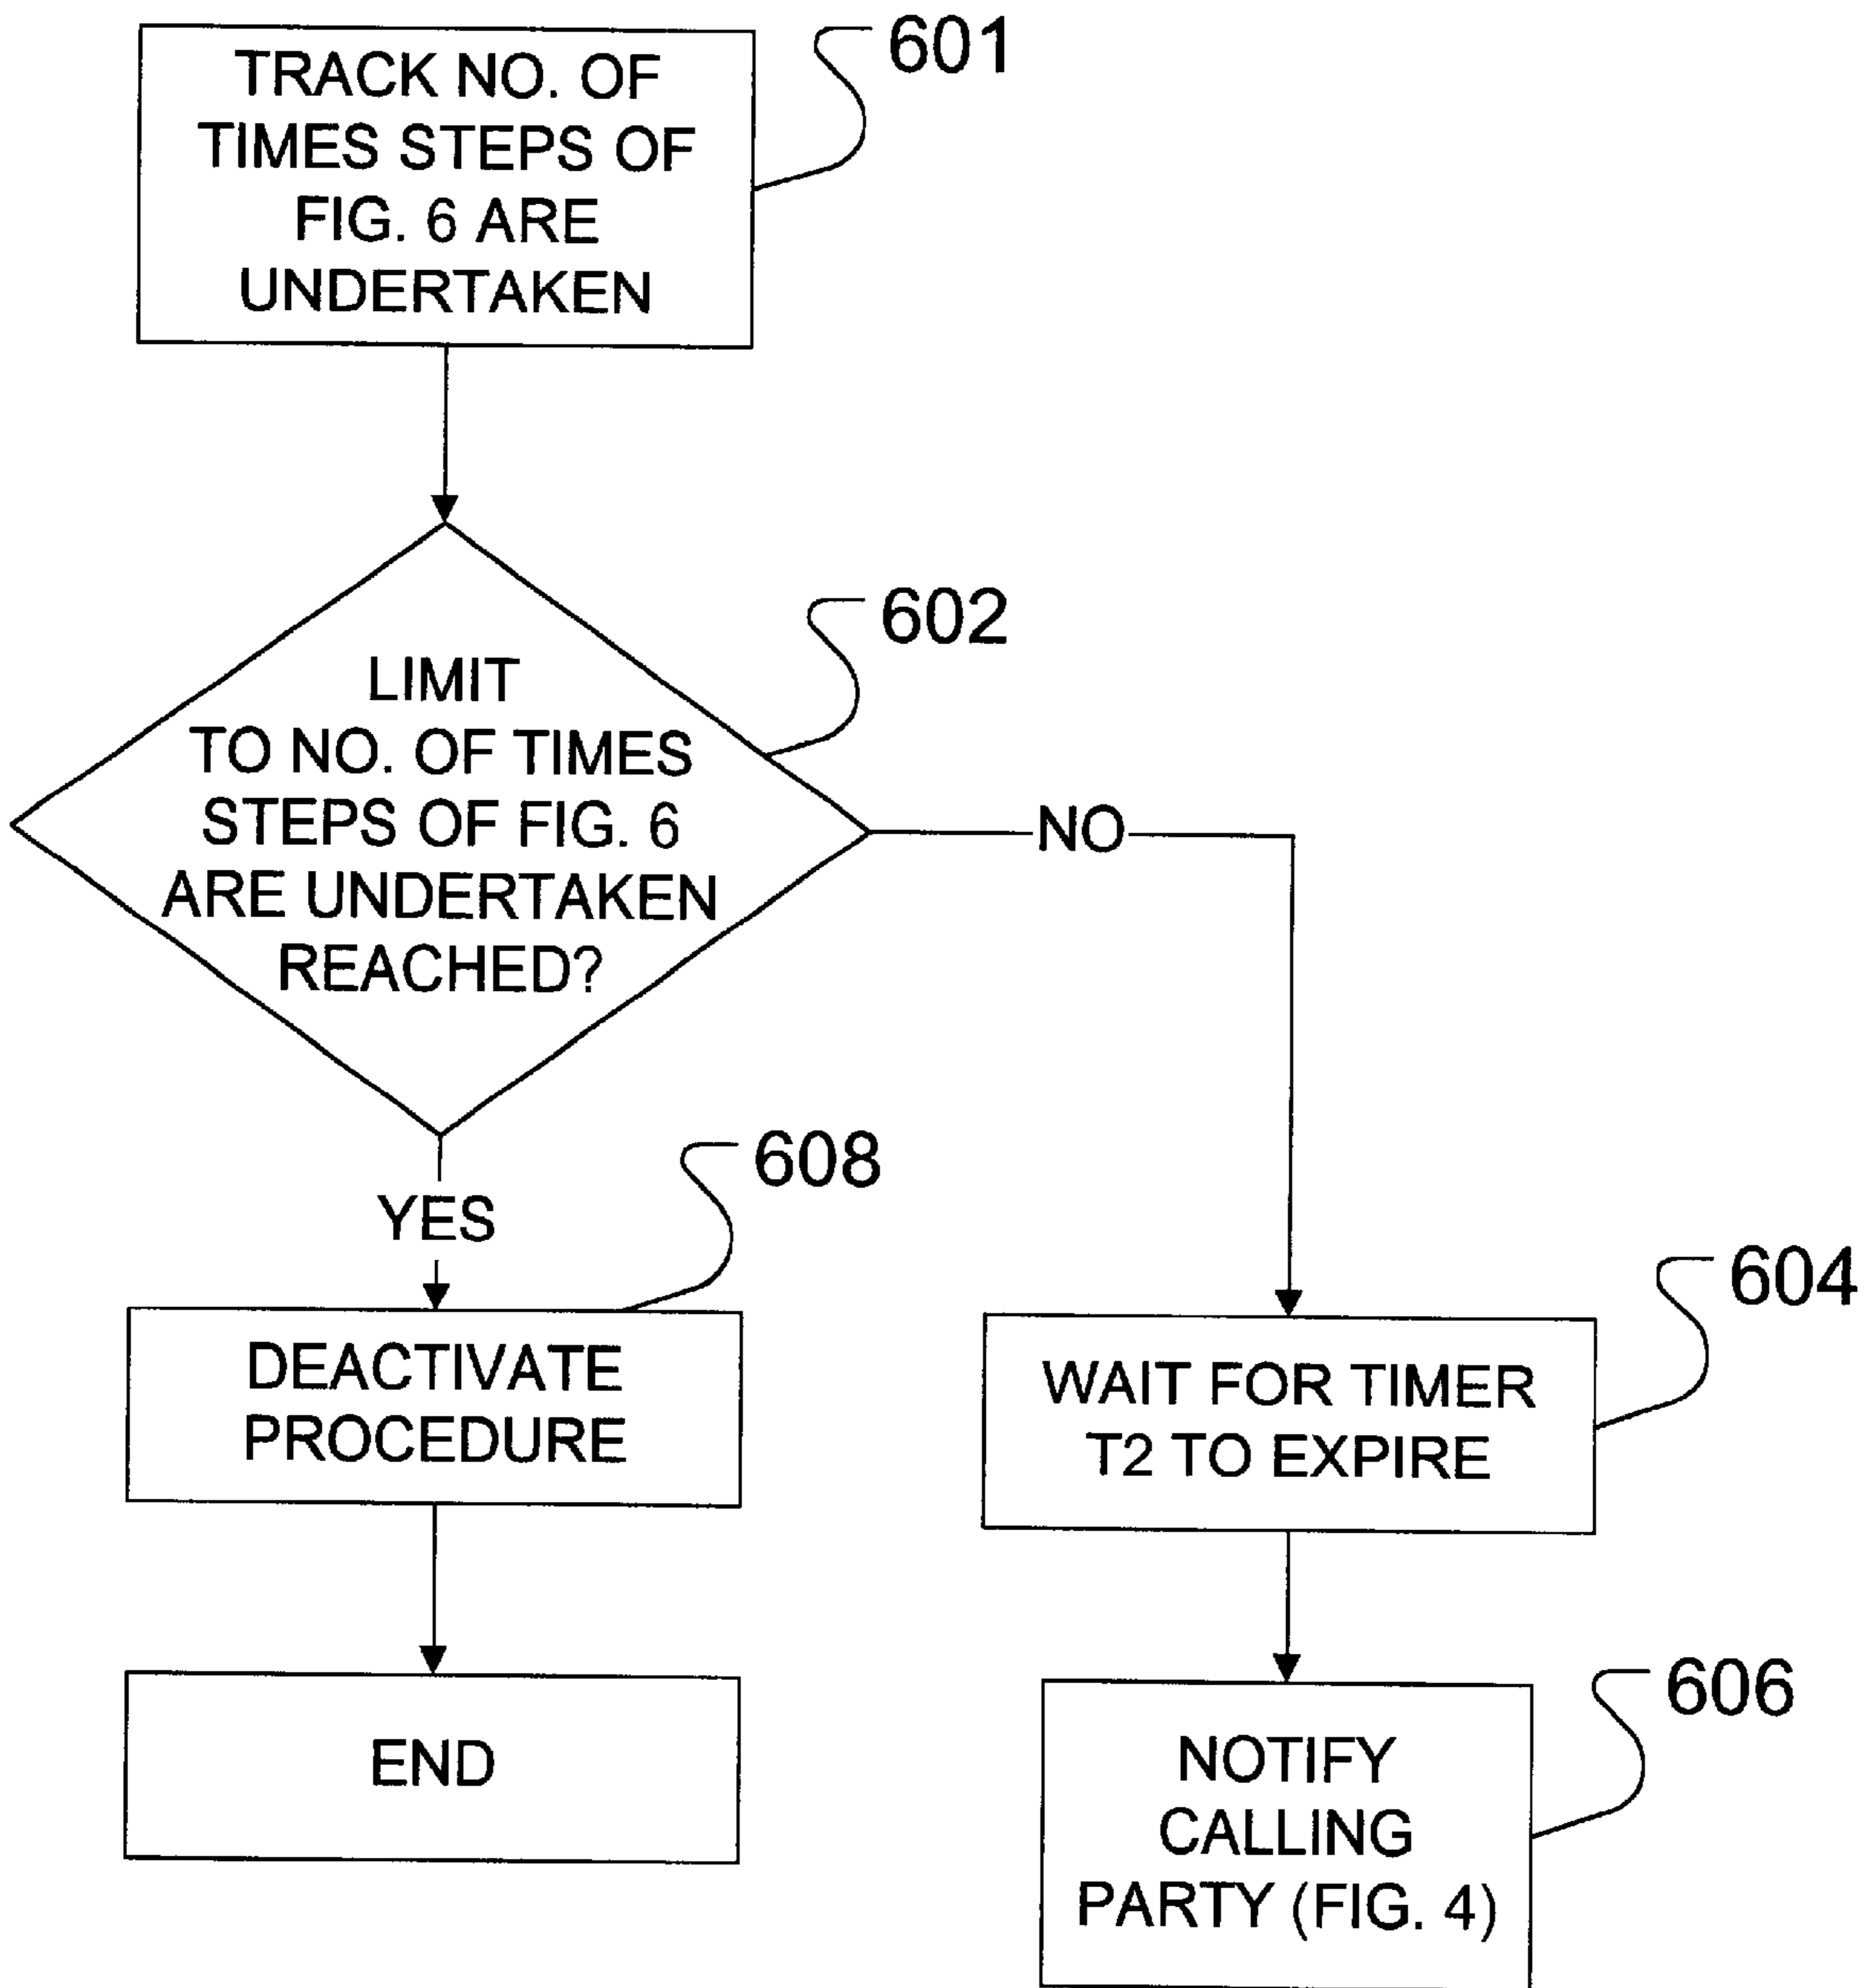 TRACK NO. OF
TIMES STEPS OF
FIG. 6 ARE
UNDERTAKEN
601
LIMIT
TO NO. OF TIMES
STEPS OF FIG. 6
ARE UNDERTAKEN
REACHED?
602
NO
YES
608
DEACTIVATE
PROCEDURE
604
WAIT FOR TIMER
T2 TO EXPIRE
END
606
NOTIFY
CALLING
PARTY (FIG. 4)